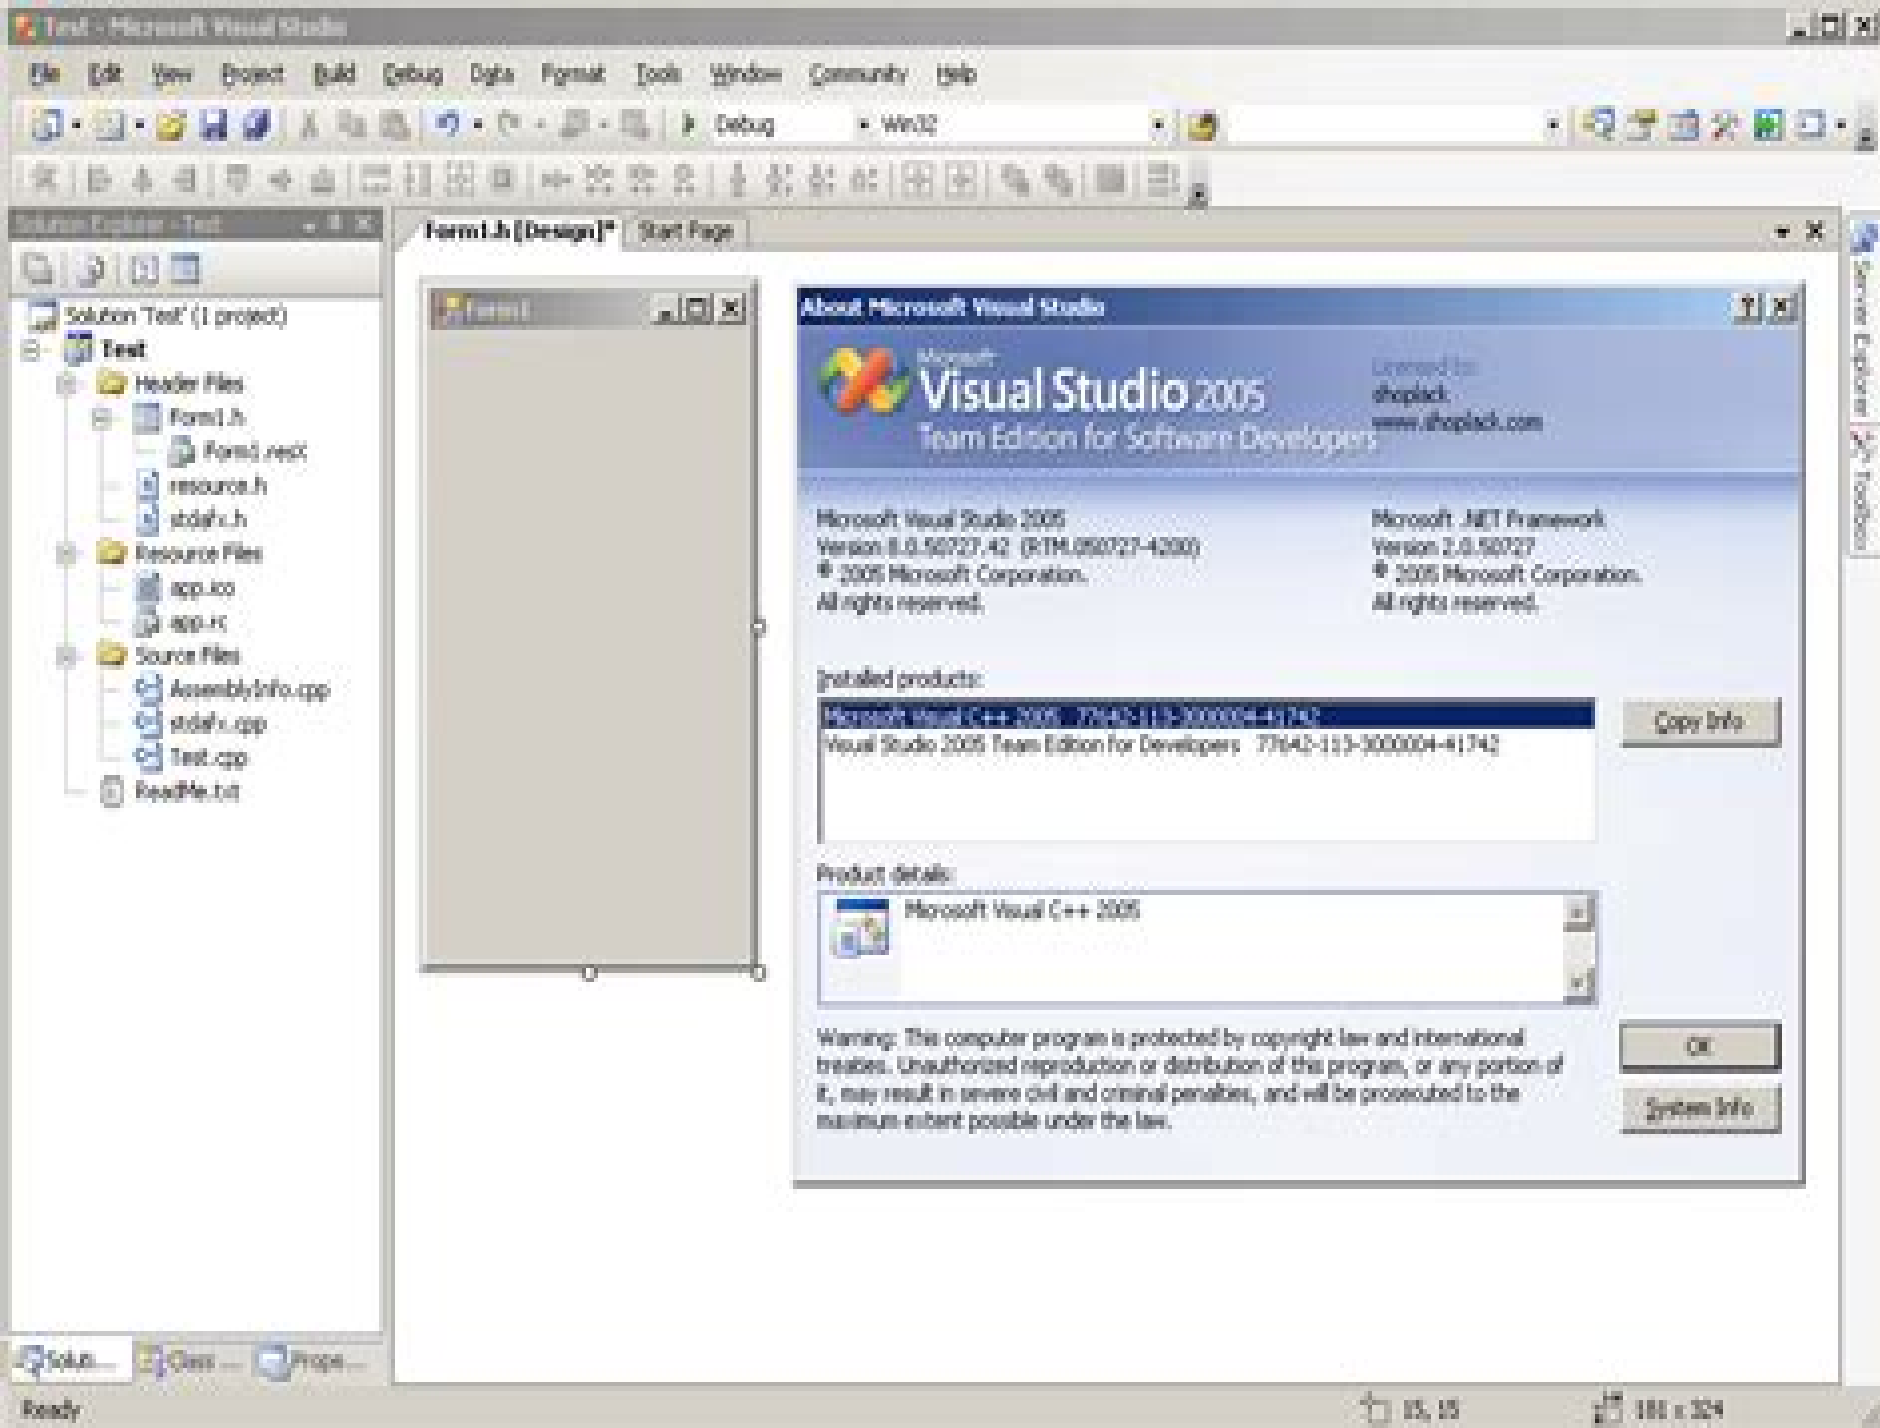 Test - Microsoft Visual Studio
File Edit View Project Build Debug Data Format Tools Window Community Help
Debug Win32
Solution Explorer - Test
Form1.h [Design]* Start Page
Solution 'Test' (1 project)
Test
Header Files
Form1.h
Form1.resX
resource.h
stdafx.h
Resource Files
app.ico
app.rc
Source Files
AssemblyInfo.cpp
stdafx.cpp
Test.cpp
ReadMe.txt
Form1
About Microsoft Visual Studio
Microsoft
Visual Studio 2005
Team Edition for Software Developers
Licensed to:
shoplack
www.shoplack.com
Microsoft Visual Studio 2005
Version 8.0.50727.42 (RTM.050727-4200)
© 2005 Microsoft Corporation.
All rights reserved.
Microsoft .NET Framework
Version 2.0.50727
© 2005 Microsoft Corporation.
All rights reserved.
Installed products:
Microsoft Visual C++ 2005 77642-113-3000004-41742
Visual Studio 2005 Team Edition for Developers 77642-113-3000004-41742
Copy Info
Product details:
Microsoft Visual C++ 2005
Warning: This computer program is protected by copyright law and international
treaties. Unauthorized reproduction or distribution of this program, or any portion of
it, may result in severe civil and criminal penalties, and will be prosecuted to the
maximum extent possible under the law.
OK
System Info
Server Explorer
Toolbox
Soluti... Class ... Prope...
Ready
15, 15
181 x 324